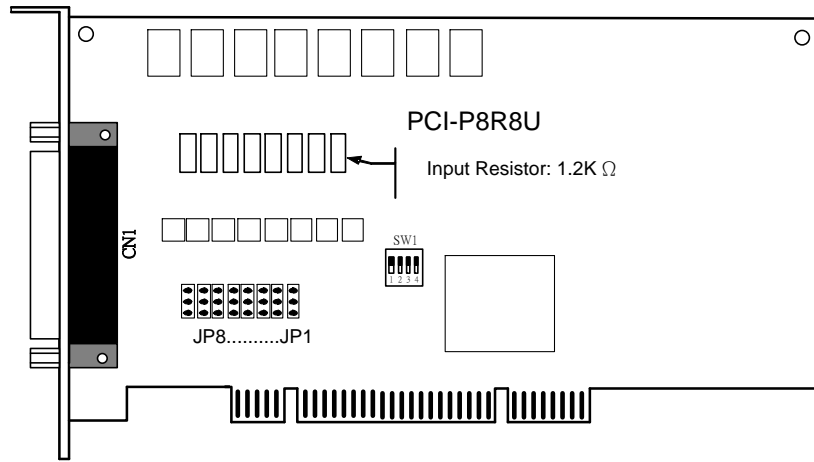 PCI-P8R8U
Input Resistor: 1.2K Ω
CN1
SW1
1 2 3 4
JP8..........JP1